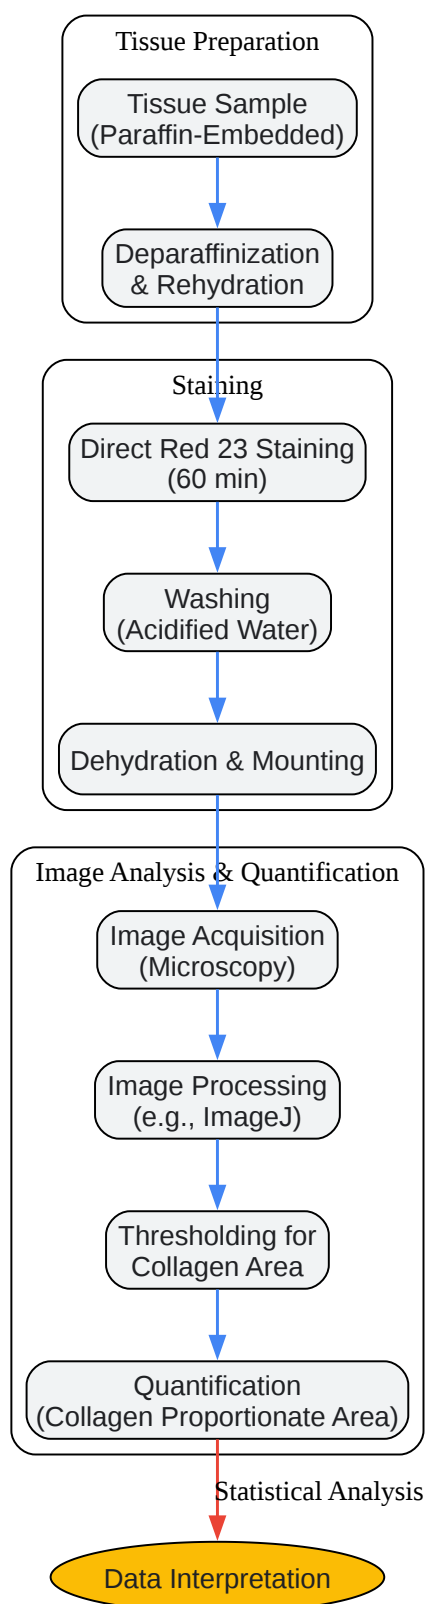 Tissue Preparation
Tissue Sample
(Paraffin-Embedded)
Deparaffinization
& Rehydration
Staining
Direct Red 23 Staining
(60 min)
Washing
(Acidified Water)
Dehydration & Mounting
Image Analysis & Quantification
Image Acquisition
(Microscopy)
Image Processing
(e.g., ImageJ)
Thresholding for
Collagen Area
Quantification
(Collagen Proportionate Area)
Statistical Analysis
Data Interpretation